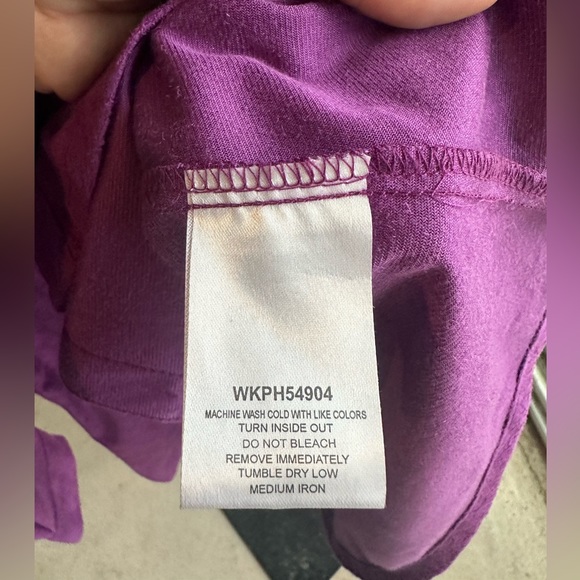 WKPH54904
MACHINE WASH COLD WITH LIKE COLORS
TURN INSIDE OUT
DO NOT BLEACH
REMOVE IMMEDIATELY
TUMBLE DRY LOW
MEDIUM IRON